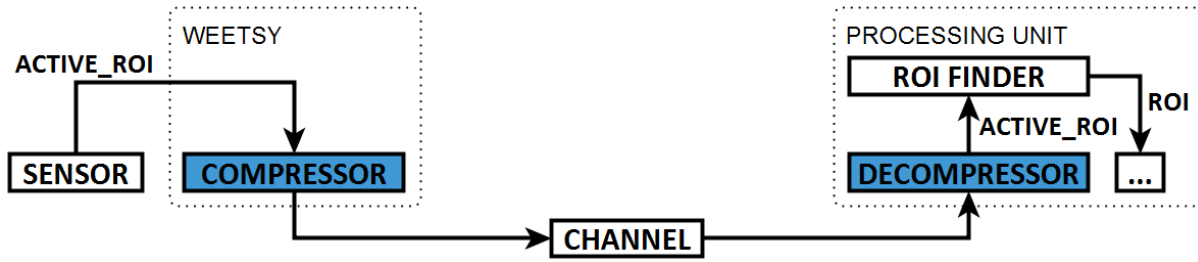 WEETSY
PROCESSING UNIT
ACTIVE_ROI
ROI FINDER
ROI
ACTIVE_ROI
SENSOR
COMPRESSOR
DECOMPRESSOR
...
CHANNEL